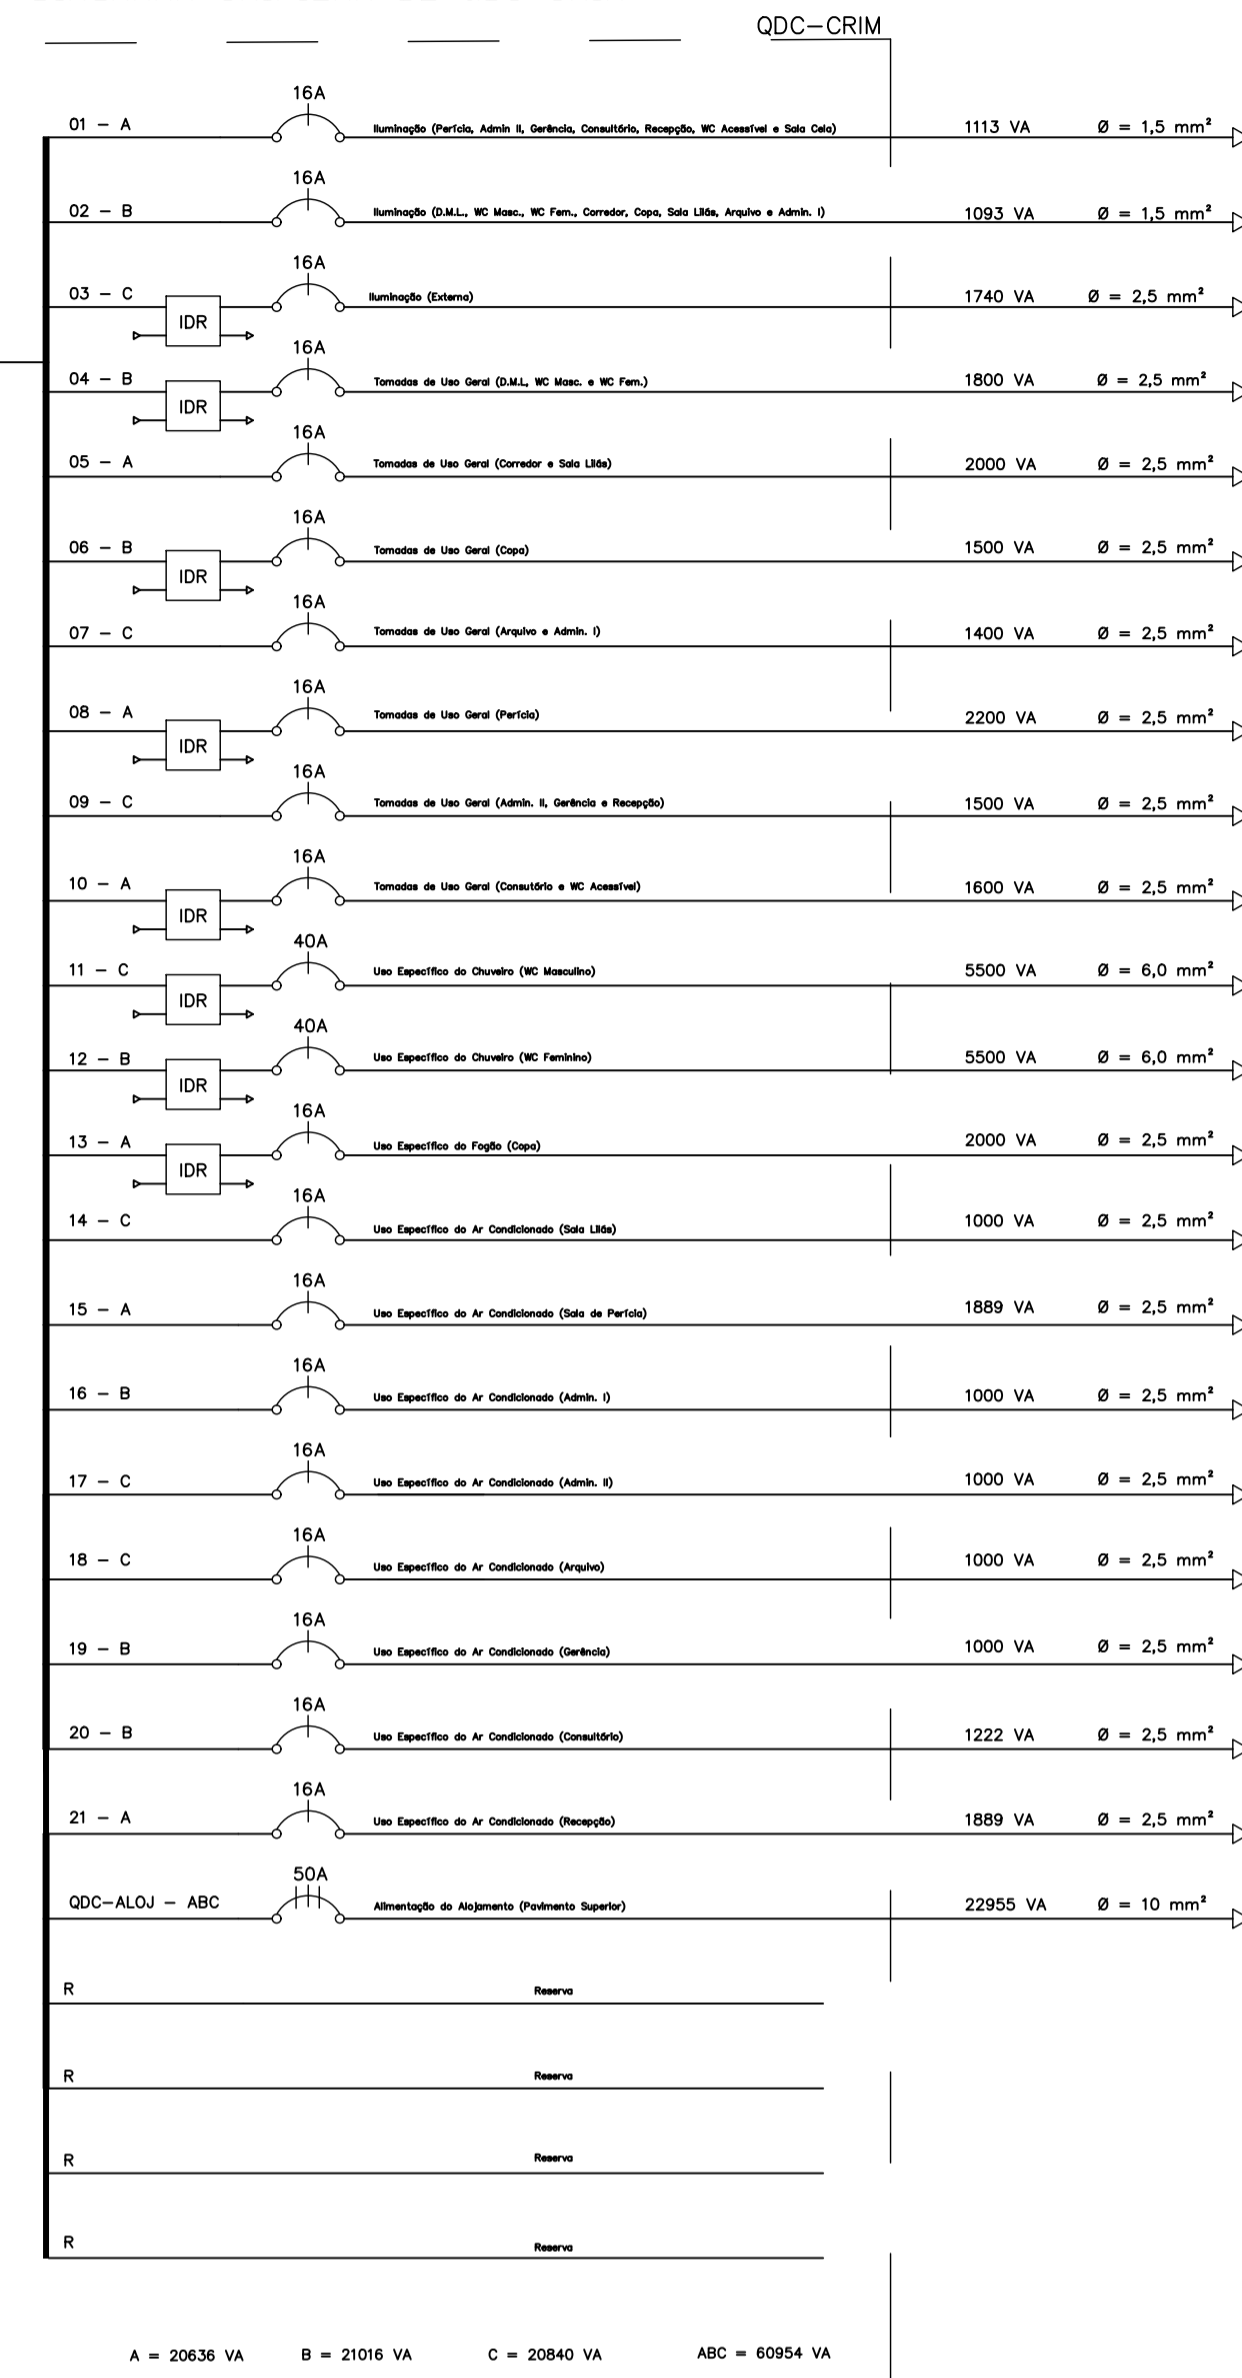 QDC-CRIM
16A
01 - A Iluminação (Perícia, Admin II, Gerência, Consultório, Recepção, WC Acessível e Sala Cela) 1113 VA Ø = 1,5 mm²
16A
02 - B Iluminação (D.M.L., WC Masc., WC Fem., Corredor, Copa, Sala Lilás, Arquivo e Admin. I) 1093 VA Ø = 1,5 mm²
16A
03 - C IDR Iluminação (Externa) 1740 VA Ø = 2,5 mm²
16A
04 - B IDR Tomadas de Uso Geral (D.M.L, WC Masc. e WC Fem.) 1800 VA Ø = 2,5 mm²
16A
05 - A Tomadas de Uso Geral (Corredor e Sala Lilás) 2000 VA Ø = 2,5 mm²
16A
06 - B IDR Tomadas de Uso Geral (Copa) 1500 VA Ø = 2,5 mm²
16A
07 - C Tomadas de Uso Geral (Arquivo e Admin. I) 1400 VA Ø = 2,5 mm²
16A
08 - A IDR Tomadas de Uso Geral (Perícia) 2200 VA Ø = 2,5 mm²
16A
09 - C Tomadas de Uso Geral (Admin. II, Gerência e Recepção) 1500 VA Ø = 2,5 mm²
16A
10 - A IDR Tomadas de Uso Geral (Consutório e WC Acessível) 1600 VA Ø = 2,5 mm²
40A
11 - C IDR Uso Específico do Chuveiro (WC Masculino) 5500 VA Ø = 6,0 mm²
40A
12 - B IDR Uso Específico do Chuveiro (WC Feminino) 5500 VA Ø = 6,0 mm²
16A
13 - A IDR Uso Específico do Fogão (Copa) 2000 VA Ø = 2,5 mm²
16A
14 - C Uso Específico do Ar Condicionado (Sala Lilás) 1000 VA Ø = 2,5 mm²
16A
15 - A Uso Específico do Ar Condicionado (Sala de Perícia) 1889 VA Ø = 2,5 mm²
16A
16 - B Uso Específico do Ar Condicionado (Admin. I) 1000 VA Ø = 2,5 mm²
16A
17 - C Uso Específico do Ar Condicionado (Admin. II) 1000 VA Ø = 2,5 mm²
16A
18 - C Uso Específico do Ar Condicionado (Arquivo) 1000 VA Ø = 2,5 mm²
16A
19 - B Uso Específico do Ar Condicionado (Gerência) 1000 VA Ø = 2,5 mm²
16A
20 - B Uso Específico do Ar Condicionado (Consultório) 1222 VA Ø = 2,5 mm²
16A
21 - A Uso Específico do Ar Condicionado (Recepção) 1889 VA Ø = 2,5 mm²
50A
QDC-ALOJ - ABC Alimentação do Alojamento (Pavimento Superior) 22955 VA Ø = 10 mm²
R Reserva
R Reserva
R Reserva
R Reserva
A = 20636 VA B = 21016 VA C = 20840 VA ABC = 60954 VA